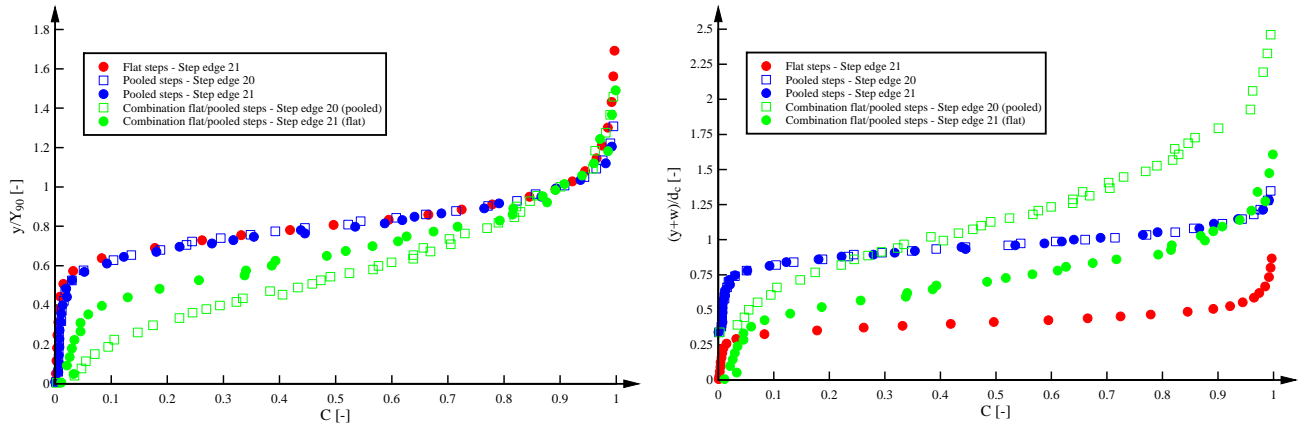 y/Y90 [-]
1.8
1.6
1.4
1.2
1
0.8
0.6
0.4
0.2
0
0 0.1 0.2 0.3 0.4 0.5 0.6 0.7 0.8 0.9 1
C [-]
Flat steps - Step edge 21
Pooled steps - Step edge 20
Pooled steps - Step edge 21
Combination flat/pooled steps - Step edge 20 (pooled)
Combination flat/pooled steps - Step edge 21 (flat)
(y+w)/dc [-]
2.5
2.25
2
1.75
1.5
1.25
1
0.75
0.5
0.25
0
0 0.1 0.2 0.3 0.4 0.5 0.6 0.7 0.8 0.9 1
C [-]
Flat steps - Step edge 21
Pooled steps - Step edge 20
Pooled steps - Step edge 21
Combination flat/pooled steps - Step edge 20 (pooled)
Combination flat/pooled steps - Step edge 21 (flat)